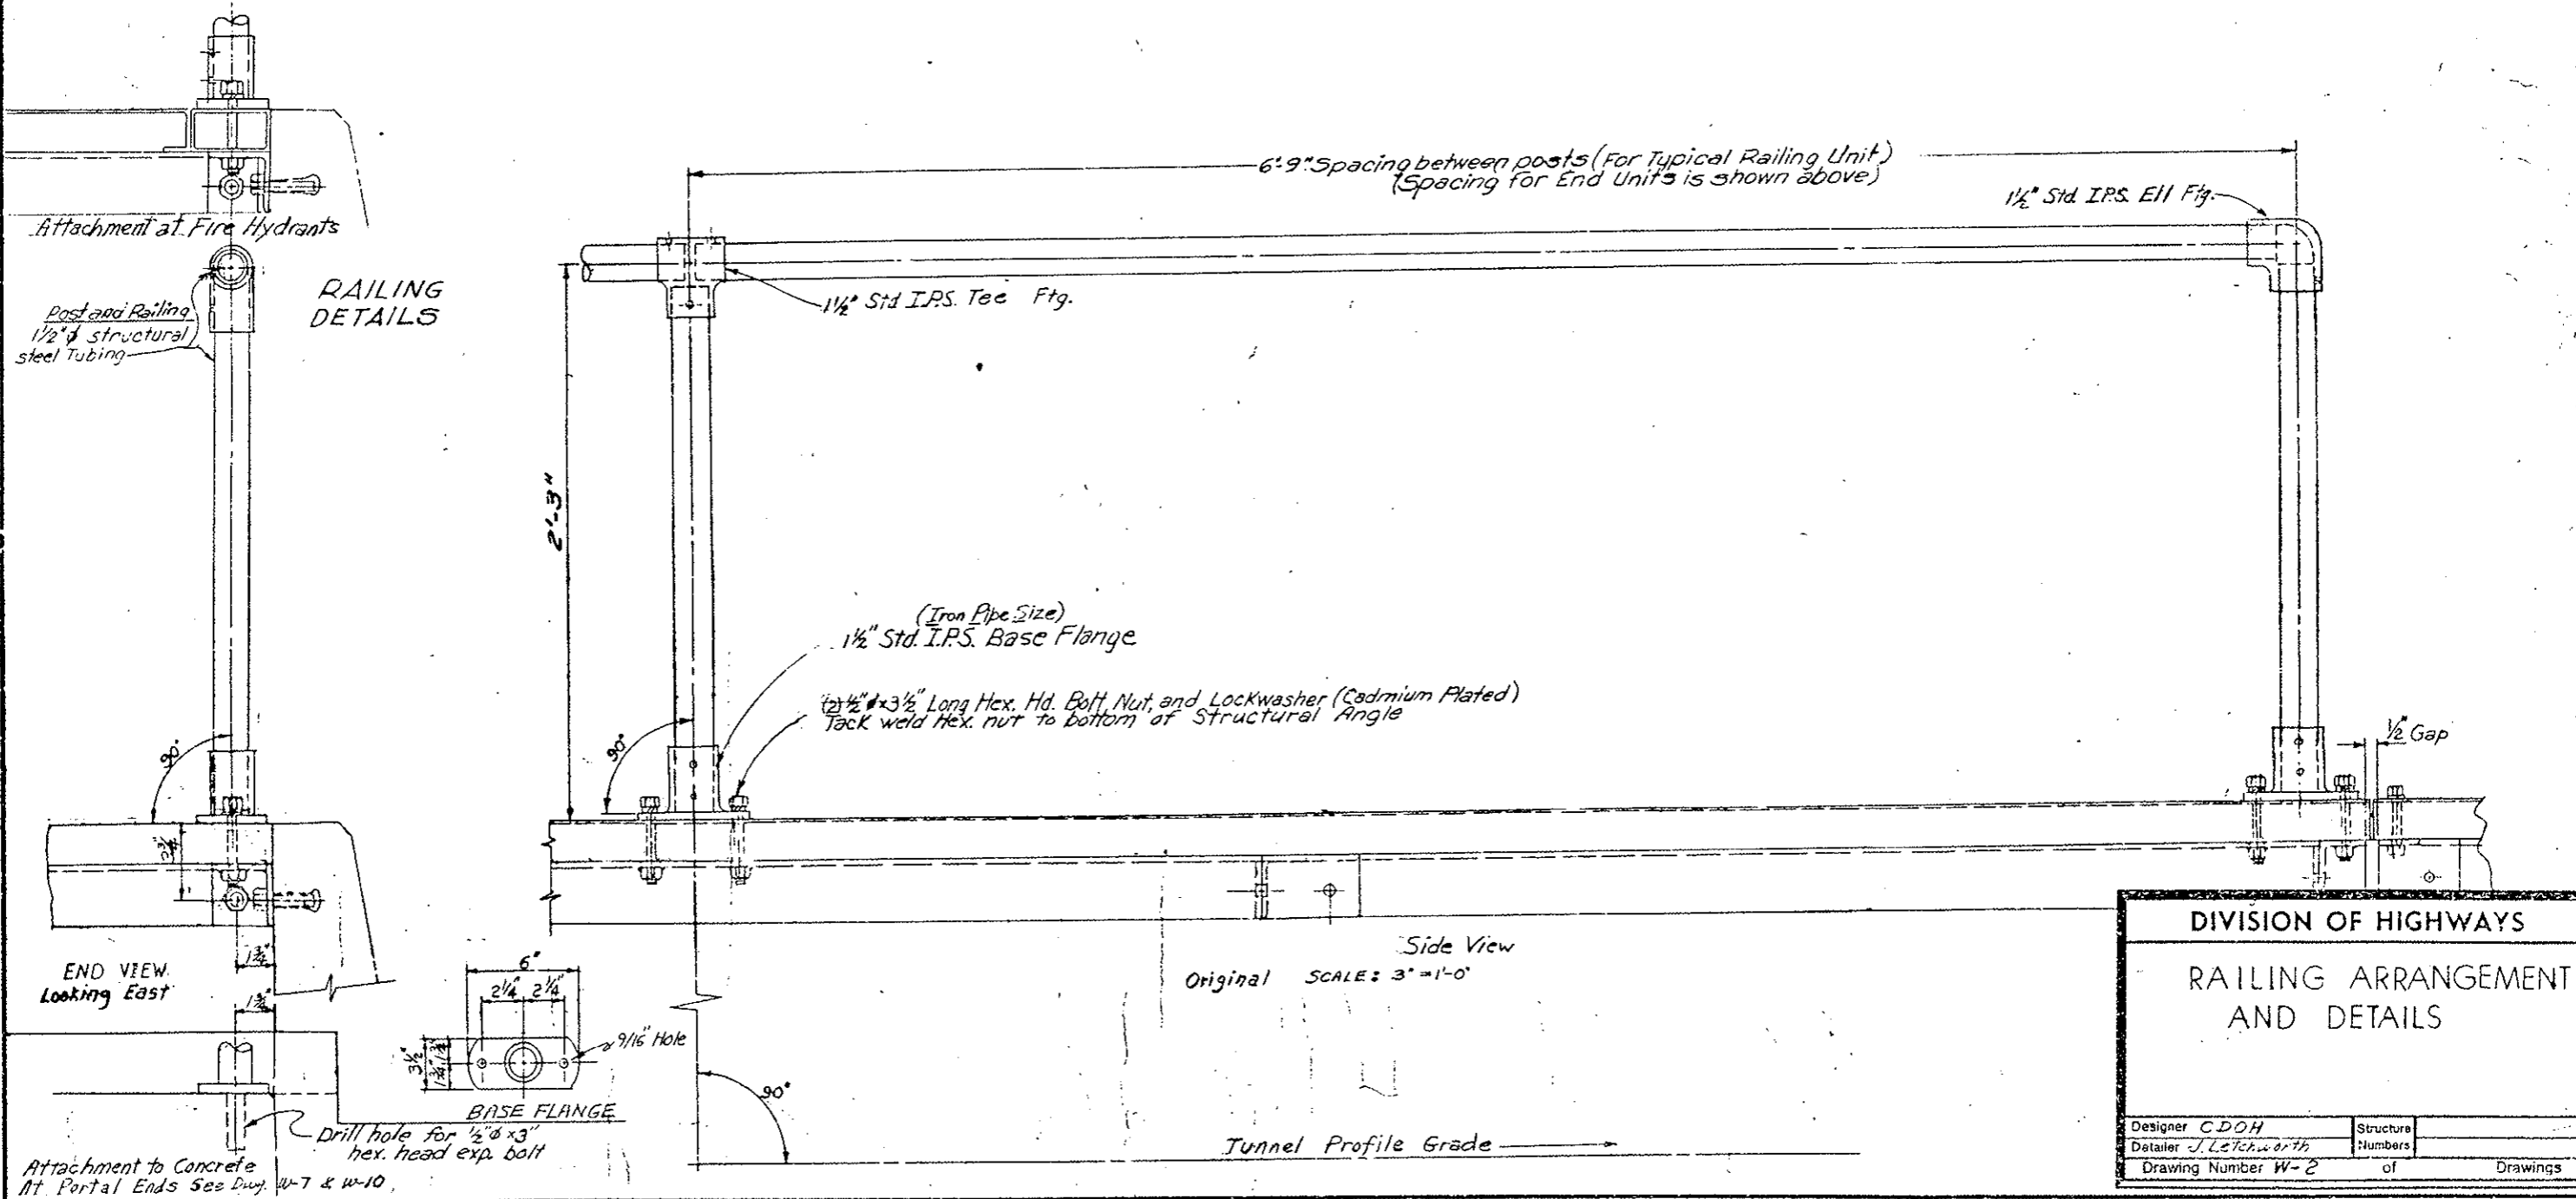 Attachment at Fire Hydrants
RAILING
DETAILS
Post and Railing
1½"ϕ structural
steel Tubing
90°
2¾"
1¾"
END VIEW
Looking East
1¾"
Attachment to Concrete
At Portal Ends See Dwg. W-7 & W-10
Drill hole for ½"ϕ x 3"
hex. head exp. bolt
6"
2¼" 2¼"
3½"
1¾" 1¾"
9/16" Hole
BASE FLANGE
6'-9" Spacing between posts (For Typical Railing Unit)
(Spacing for End Units is shown above)
1½" Std. I.P.S. Ell Ftg.
1½" Std I.P.S. Tee Ftg.
2'-3"
(Iron Pipe Size)
1½" Std. I.P.S. Base Flange
(2) ½"ϕ x 3½" Long Hex. Hd. Bolt, Nut, and Lockwasher (Cadmium Plated)
Tack weld Hex. nut to bottom of Structural Angle
90°
½" Gap
Side View
Original SCALE: 3" = 1'-0"
90°
Tunnel Profile Grade
DIVISION OF HIGHWAYS
RAILING ARRANGEMENT
AND DETAILS
Designer CDOH
Detailer J. Letchworth
Structure
Numbers
Drawing Number W-2 of Drawings